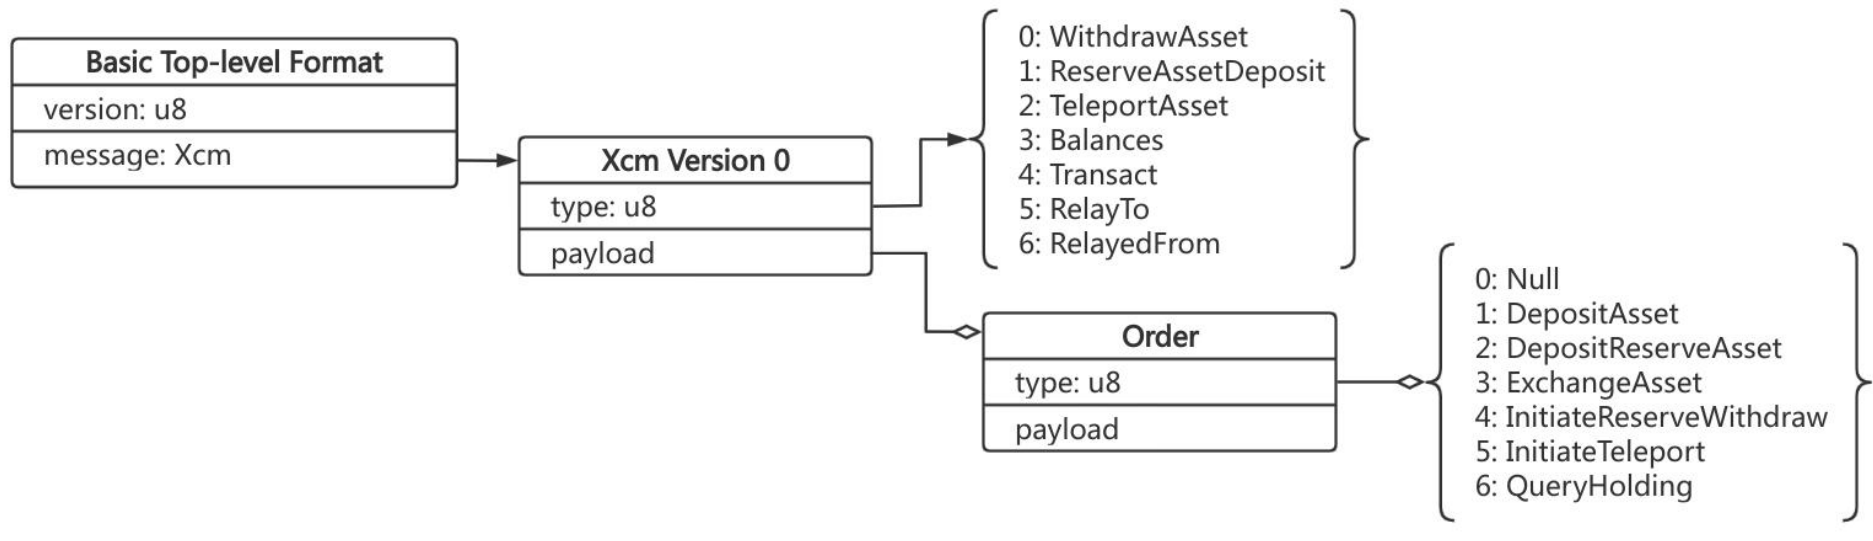 Basic Top-level Format
version: u8
message: Xcm
Xcm Version 0
type: u8
payload
0: WithdrawAsset
1: ReserveAssetDeposit
2: TeleportAsset
3: Balances
4: Transact
5: RelayTo
6: RelayedFrom
Order
type: u8
payload
0: Null
1: DepositAsset
2: DepositReserveAsset
3: ExchangeAsset
4: InitiateReserveWithdraw
5: InitiateTeleport
6: QueryHolding